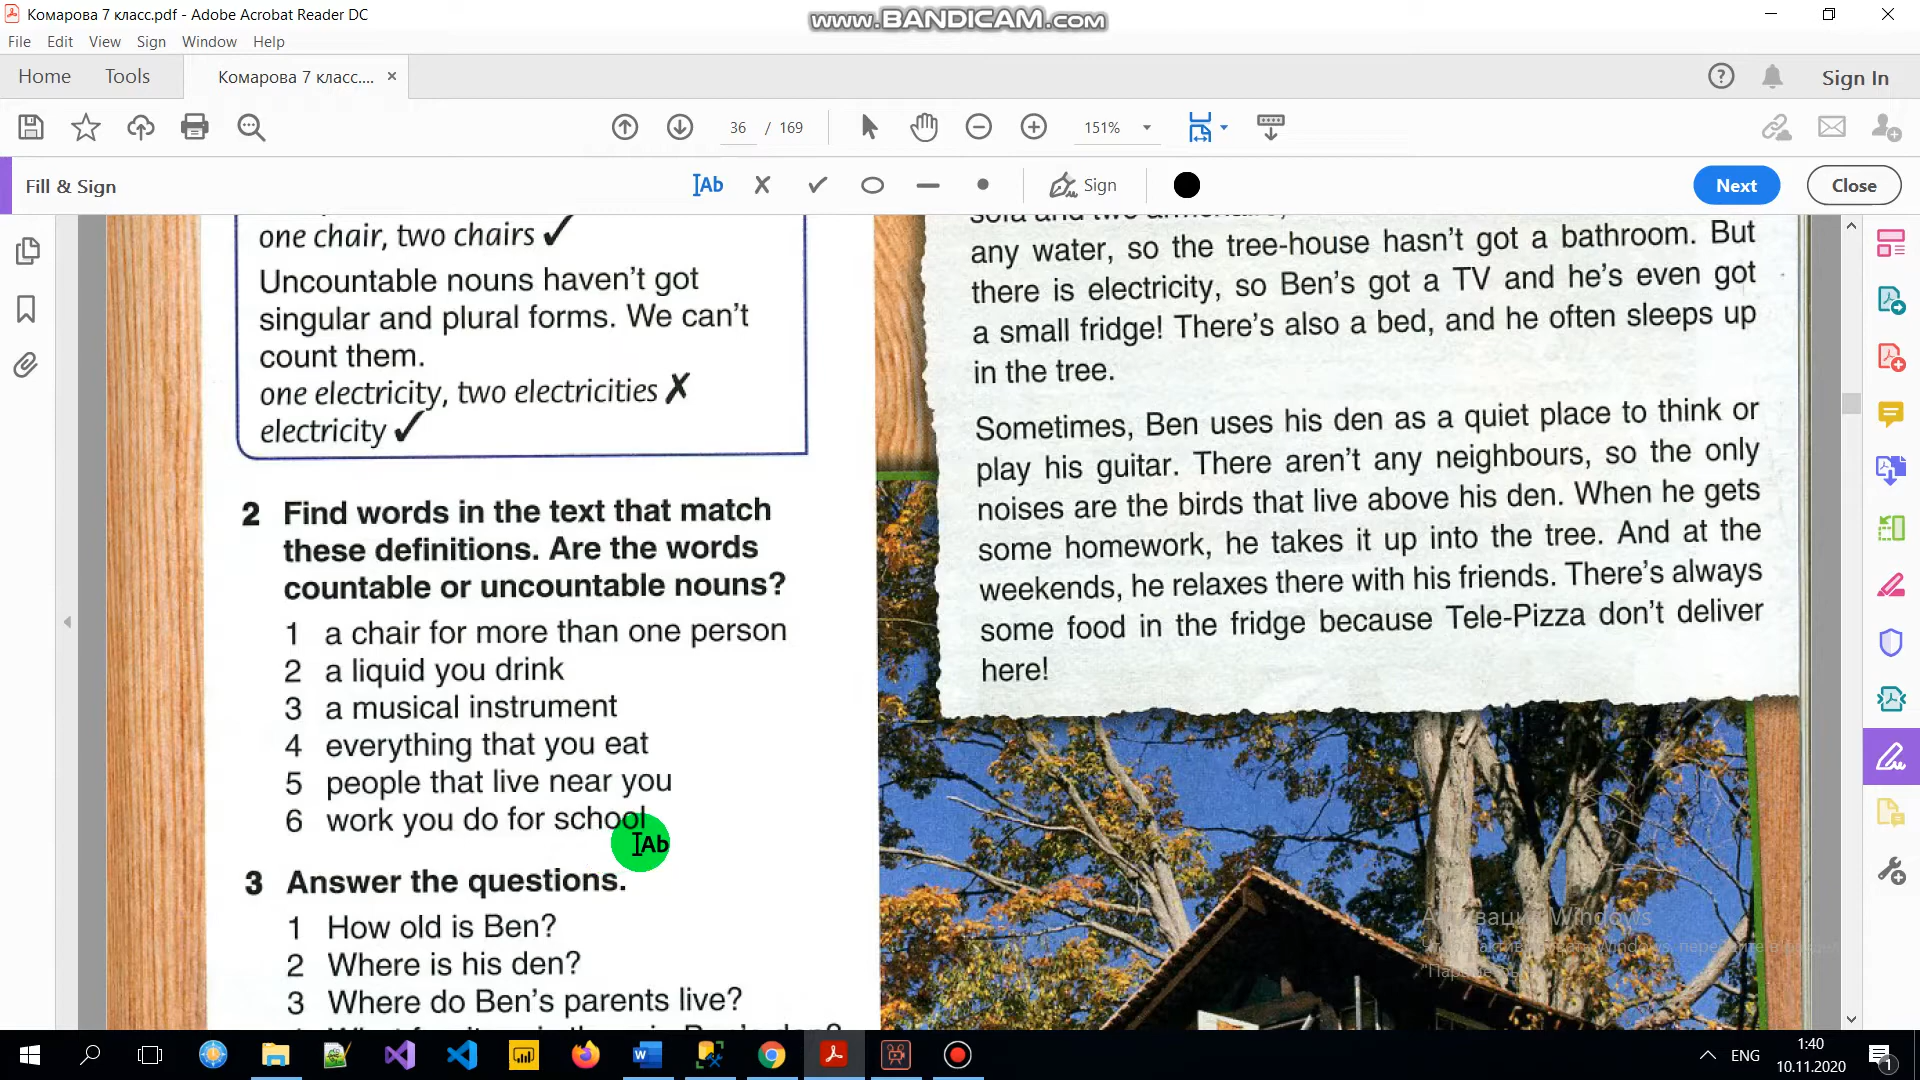 Комарова 7 класс.pdf - Adobe Acrobat Reader DC
www.BANDICAM.com
File Edit View Sign Window Help
Home Tools Комарова 7 класс.... × Sign In
36 / 169 151%
Fill & Sign Ab Sign Next Close
one chair, two chairs ✓
Uncountable nouns haven't got
singular and plural forms. We can't
count them.
one electricity, two electricities ✗
electricity ✓
2 Find words in the text that match
these definitions. Are the words
countable or uncountable nouns?
1 a chair for more than one person
2 a liquid you drink
3 a musical instrument
4 everything that you eat
5 people that live near you
6 work you do for school
Ab
3 Answer the questions.
1 How old is Ben?
2 Where is his den?
3 Where do Ben's parents live?
sofa and two armchairs,
any water, so the tree-house hasn't got a bathroom. But
there is electricity, so Ben's got a TV and he's even got
a small fridge! There's also a bed, and he often sleeps up
in the tree.
Sometimes, Ben uses his den as a quiet place to think or
play his guitar. There aren't any neighbours, so the only
noises are the birds that live above his den. When he gets
some homework, he takes it up into the tree. And at the
weekends, he relaxes there with his friends. There's always
some food in the fridge because Tele-Pizza don't deliver
here!
Активация Windows
ENG
1:40
10.11.2020
1